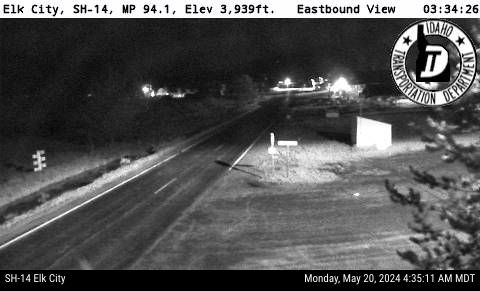 Elk City, SH-14, MP 94.1, Elev 3,939ft. Eastbound View 03:34:26
IDAHO
TRANSPORTATION DEPARTMENT
SH-14 Elk City
Monday, May 20, 2024 4:35:11 AM MDT